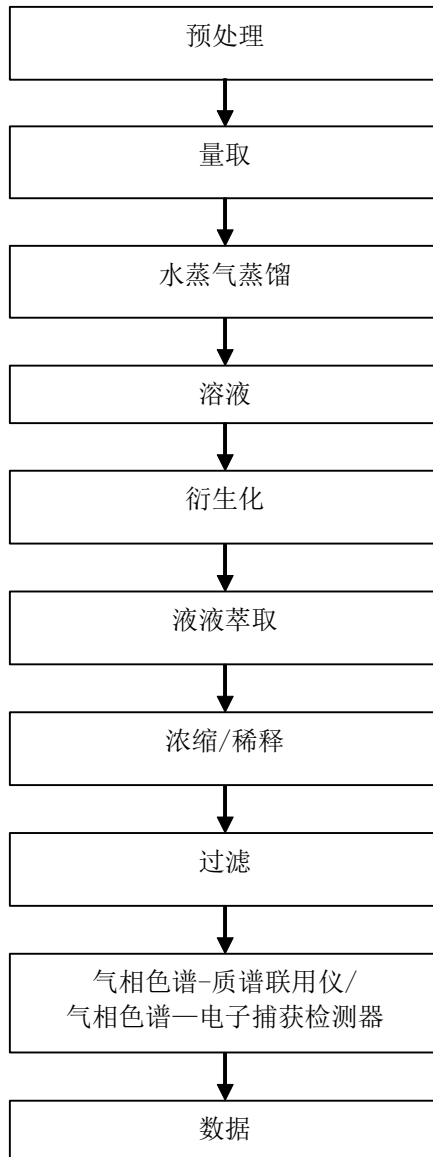 预处理
量取
水蒸气蒸馏
溶液
衍生化
液液萃取
浓缩/稀释
过滤
气相色谱-质谱联用仪/
气相色谱—电子捕获检测器
数据